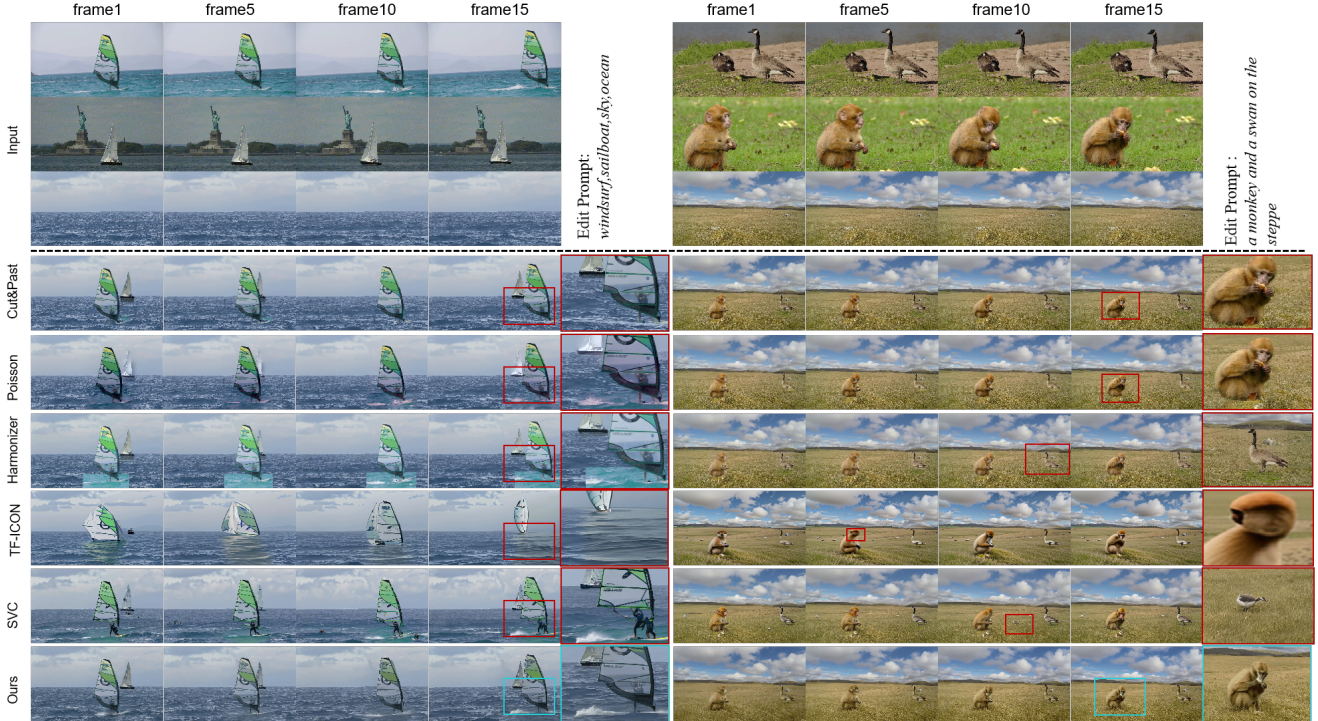 frame1 frame5 frame10 frame15 frame1 frame5 frame10 frame15
Input
Edit Prompt:
windsurf,sailboat,sky,ocean
Edit Prompt :
a monkey and a swan on the
steppe
Cut&Past
Poisson
Harmonizer
TF-ICON
SVC
Ours